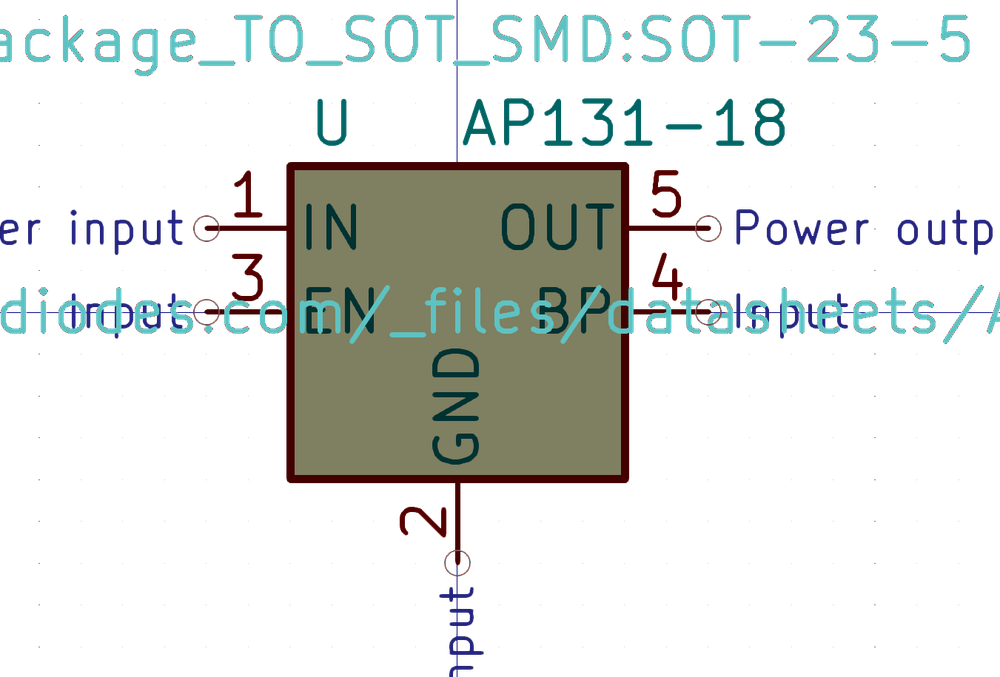 ackage_TO_SOT_SMD:SOT-23-5
U AP131-18
1 5
er input IN OUT Power outp
3 4
Input EN BP Input
diodes.com/_files/datasheets/A
GND
2
nput